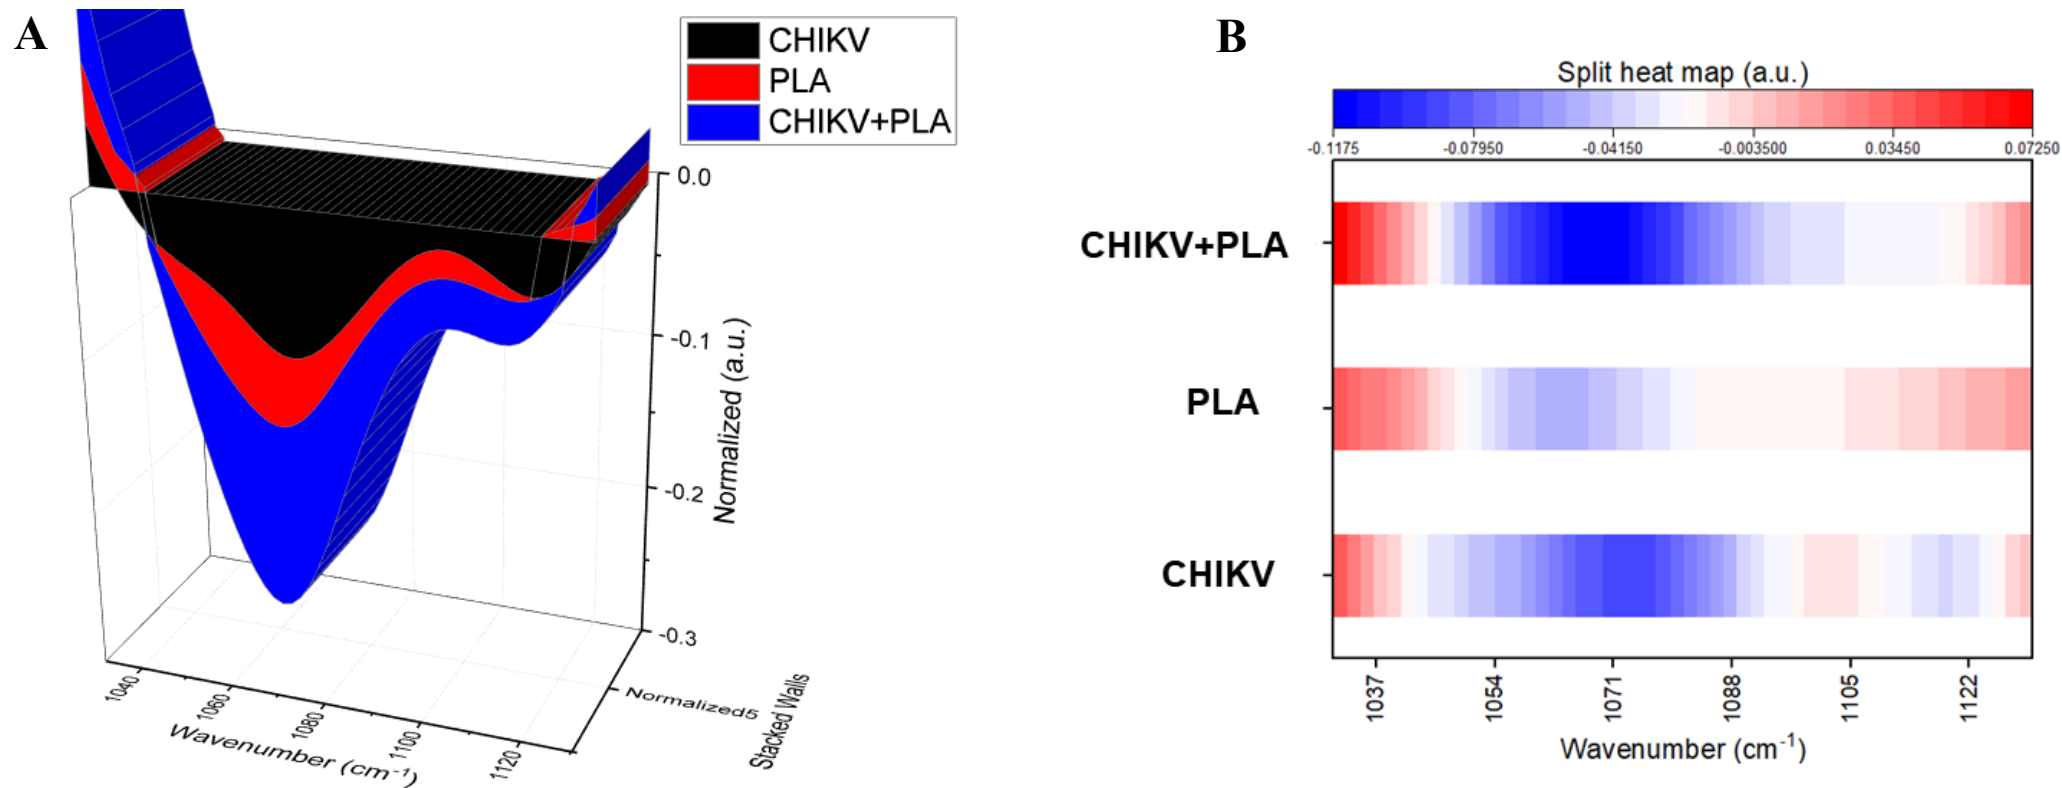 A
CHIKV
PLA
CHIKV+PLA
0.0
-0.1
-0.2
-0.3
Normalized (a.u.)
1040
1060
1080
1100
1120
Wavenumber (cm⁻¹)
Normalized5
Stacked Walls
B
Split heat map (a.u.)
-0.1175 -0.07950 -0.04150 -0.003500 0.03450 0.07250
CHIKV+PLA
PLA
CHIKV
1037 1054 1071 1088 1105 1122
Wavenumber (cm⁻¹)